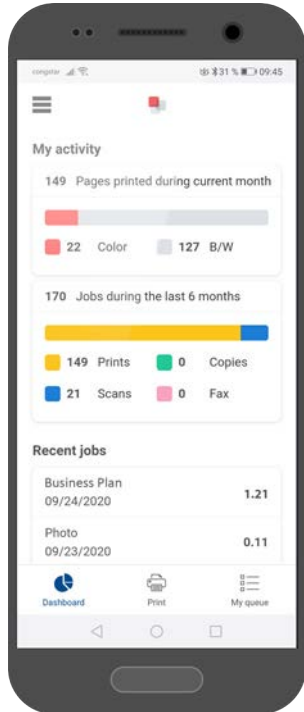 congstar 31 % 09:45
My activity
149 Pages printed during current month
22 Color 127 B/W
170 Jobs during the last 6 months
149 Prints 0 Copies
21 Scans 0 Fax
Recent jobs
Business Plan
09/24/2020 1.21
Photo
09/23/2020 0.11
Dashboard Print My queue